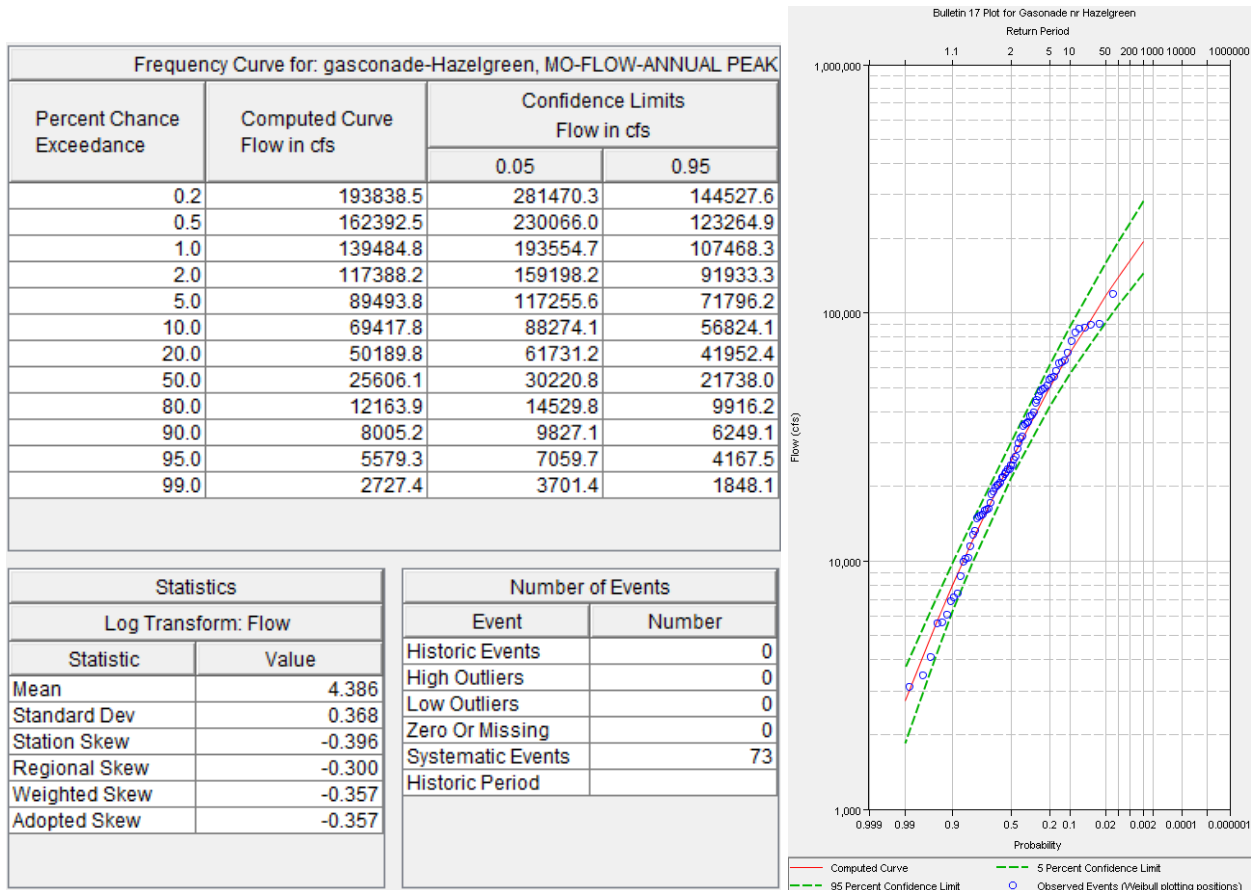 Frequency Curve for: gasconade-Hazelgreen, MO-FLOW-ANNUAL PEAK
Percent Chance Exceedance Computed Curve Flow in cfs Confidence Limits Flow in cfs
0.05 0.95
0.2 193838.5 281470.3 144527.6
0.5 162392.5 230066.0 123264.9
1.0 139484.8 193554.7 107468.3
2.0 117388.2 159198.2 91933.3
5.0 89493.8 117255.6 71796.2
10.0 69417.8 88274.1 56824.1
20.0 50189.8 61731.2 41952.4
50.0 25606.1 30220.8 21738.0
80.0 12163.9 14529.8 9916.2
90.0 8005.2 9827.1 6249.1
95.0 5579.3 7059.7 4167.5
99.0 2727.4 3701.4 1848.1
Statistics
Log Transform: Flow
Statistic Value
Mean 4.386
Standard Dev 0.368
Station Skew -0.396
Regional Skew -0.300
Weighted Skew -0.357
Adopted Skew -0.357
Number of Events
Event Number
Historic Events 0
High Outliers 0
Low Outliers 0
Zero Or Missing 0
Systematic Events 73
Historic Period
Bulletin 17 Plot for Gasonade nr Hazelgreen
Return Period
1.1 2 5 10 50 200 1000 10000 1000000
1,000,000
100,000
10,000
1,000
Flow (cfs)
0.999 0.99 0.9 0.5 0.2 0.1 0.02 0.002 0.0001 0.000001
Probability
Computed Curve 5 Percent Confidence Limit
95 Percent Confidence Limit Observed Events (Weibull plotting positions)